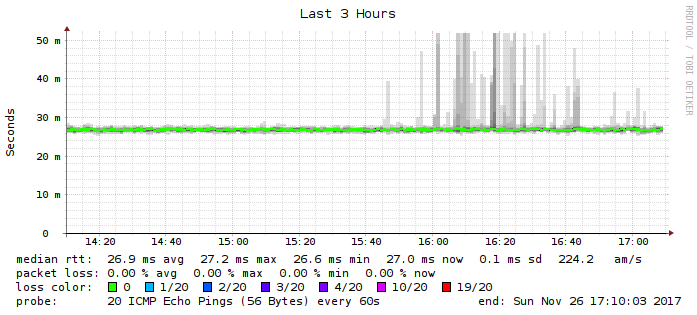 Last 3 Hours
RRDTOOL / TOBI OETIKER
Seconds
50 m
40 m
30 m
20 m
10 m
0
14:20 14:40 15:00 15:20 15:40 16:00 16:20 16:40 17:00
median rtt: 26.9 ms avg 27.2 ms max 26.6 ms min 27.0 ms now 0.1 ms sd 224.2 am/s
packet loss: 0.00 % avg 0.00 % max 0.00 % min 0.00 % now
loss color: 0 1/20 2/20 3/20 4/20 10/20 19/20
probe: 20 ICMP Echo Pings (56 Bytes) every 60s end: Sun Nov 26 17:10:03 2017